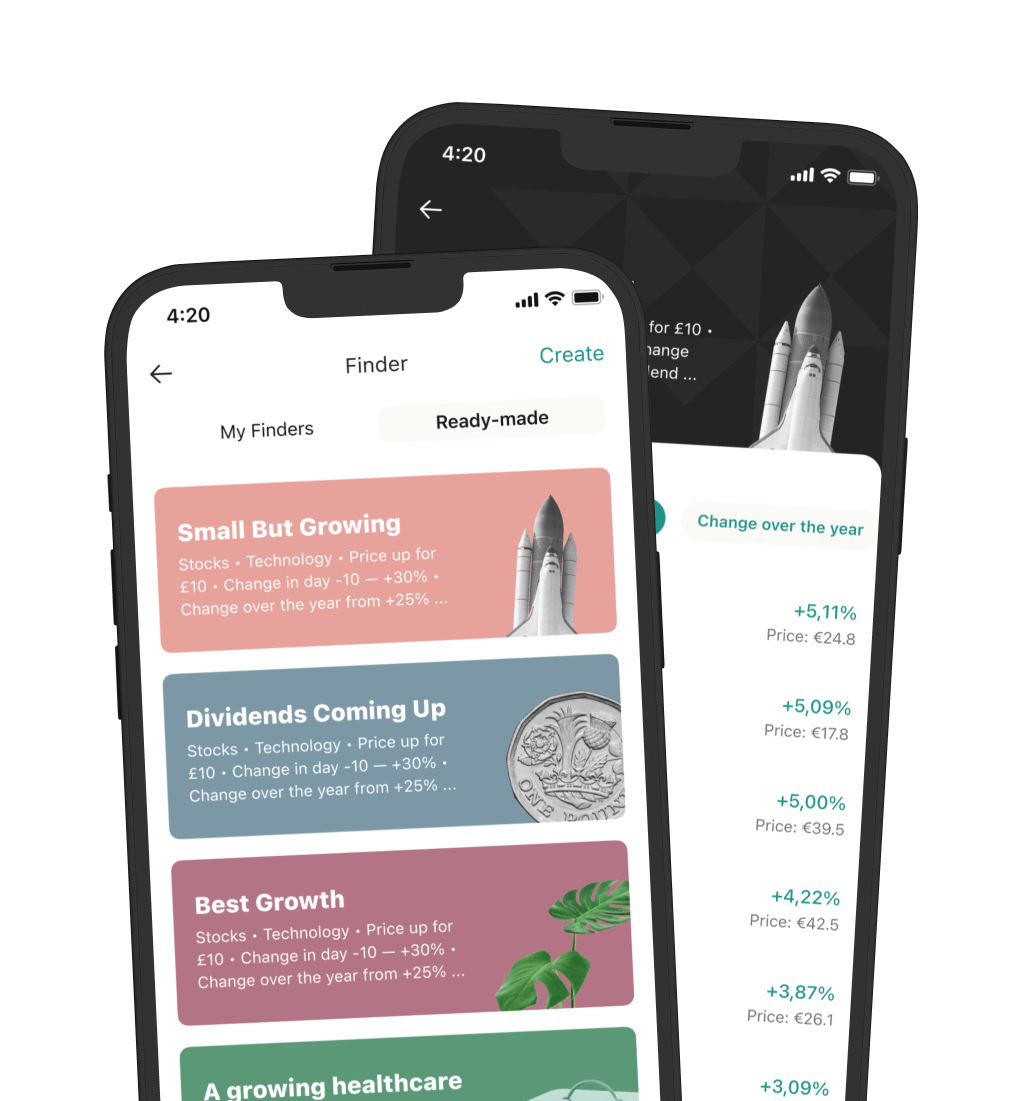 4:20
for £10 •
lend ...
Change over the year
+5,11%
Price: €24.8
+5,09%
Price: €17.8
+5,00%
Price: €39.5
+4,22%
Price: €42.5
+3,87%
Price: €26.1
+3,09%
4:20
Finder
Create
My Finders
Ready-made
Small But Growing
Stocks • Technology • Price up for
£10 • Change in day -10 — +30% •
Change over the year from +25% ...
Dividends Coming Up
Stocks • Technology • Price up for
£10 • Change in day -10 — +30% •
Change over the year from +25% ...
ONE POUN
Best Growth
Stocks • Technology • Price up for
£10 • Change in day -10 — +30% •
Change over the year from +25% ...
A growing healthcare